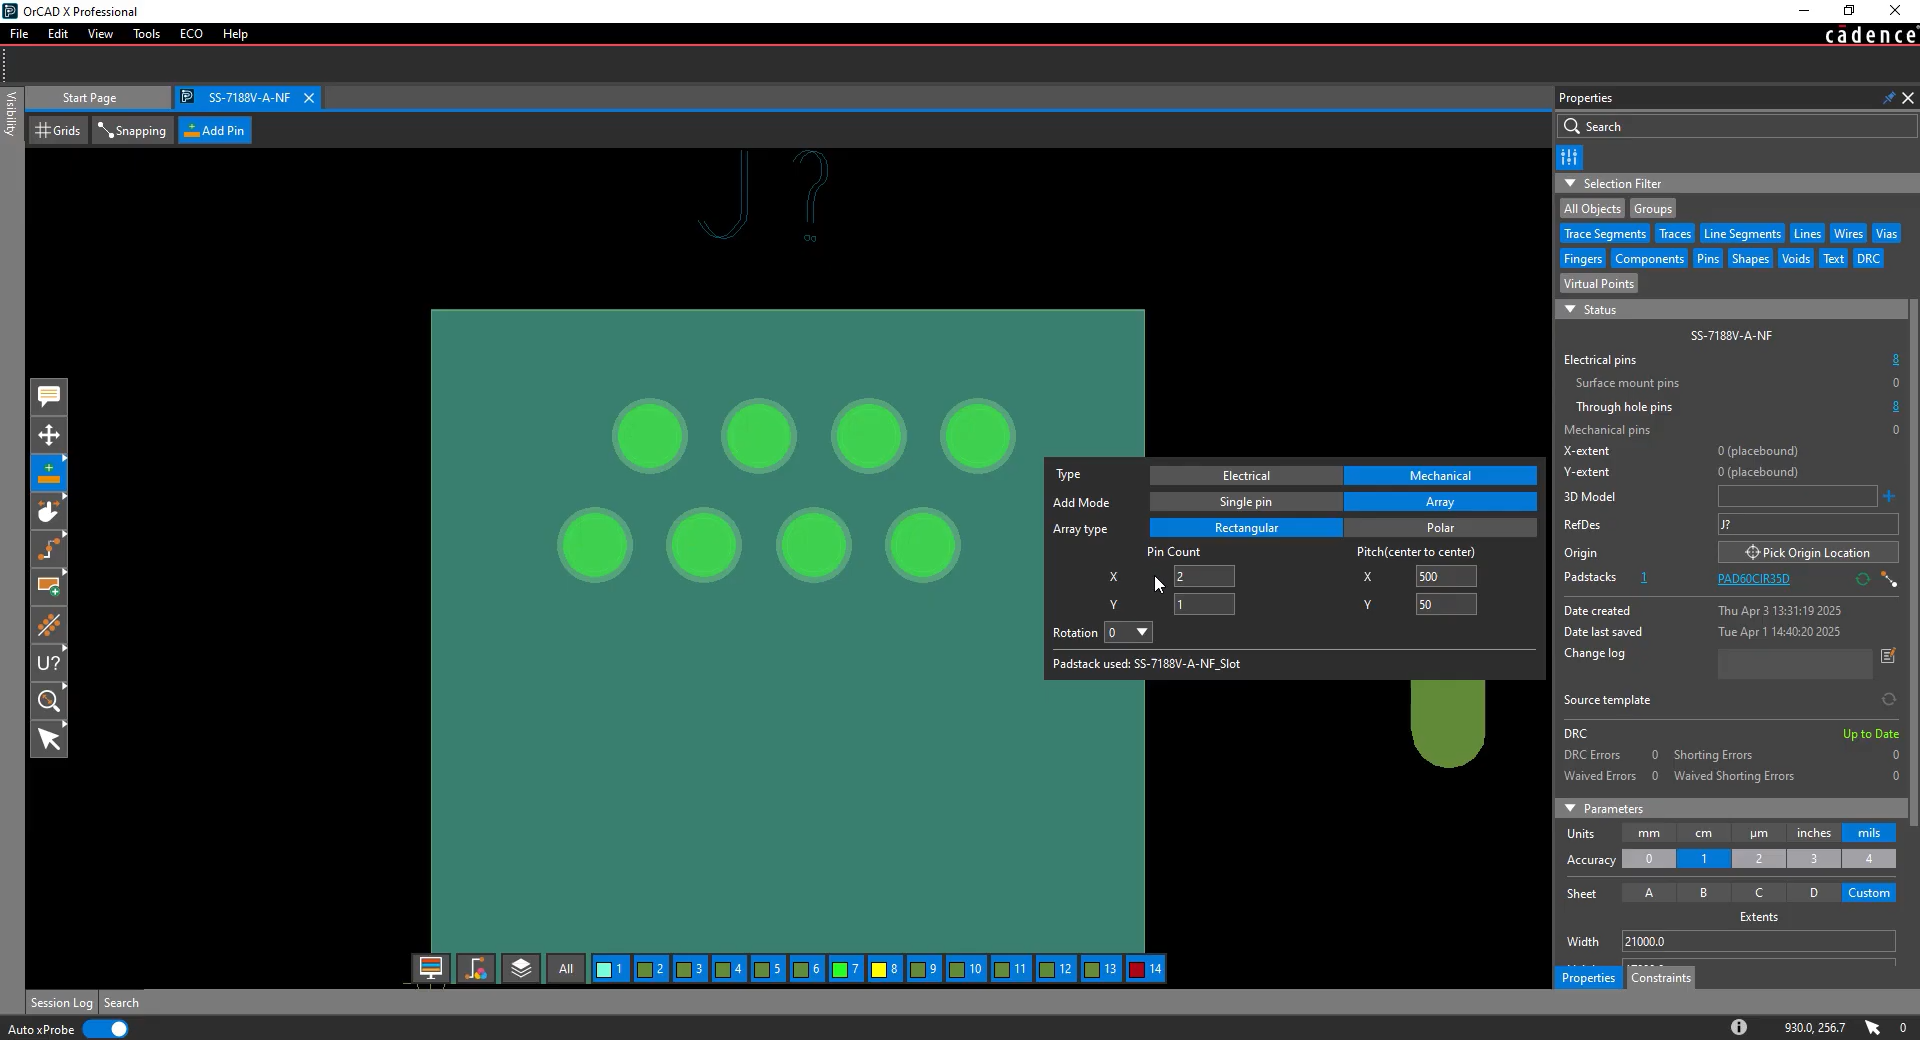 OrCAD X Professional
File Edit View Tools ECO Help
cādence
Visibility
Start Page SS-7188V-A-NF
Grids Snapping Add Pin
J ?
Type Electrical Mechanical
Add Mode Single pin Array
Array type Rectangular Polar
Pin Count Pitch(center to center)
X 2 X 500
Y 1 Y 50
Rotation 0
Padstack used: SS-7188V-A-NF_Slot
U?
All 1 2 3 4 5 6 7 8 9 10 11 12 13 14
Properties
Search
Selection Filter
All Objects Groups
Trace Segments Traces Line Segments Lines Wires Vias
Fingers Components Pins Shapes Voids Text DRC
Virtual Points
Status
SS-7188V-A-NF
Electrical pins 8
Surface mount pins 0
Through hole pins 8
Mechanical pins 0
X-extent 0 (placebound)
Y-extent 0 (placebound)
3D Model
RefDes J?
Origin Pick Origin Location
Padstacks 1 PAD60CIR35D
Date created Thu Apr 3 13:31:19 2025
Date last saved Tue Apr 1 14:40:20 2025
Change log
Source template
DRC Up to Date
DRC Errors 0 Shorting Errors 0
Waived Errors 0 Waived Shorting Errors 0
Parameters
Units mm cm µm inches mils
Accuracy 0 1 2 3 4
Sheet A B C D Custom
Extents
Width 21000.0
Properties Constraints
Session Log Search
Auto xProbe
930.0, 256.7 0